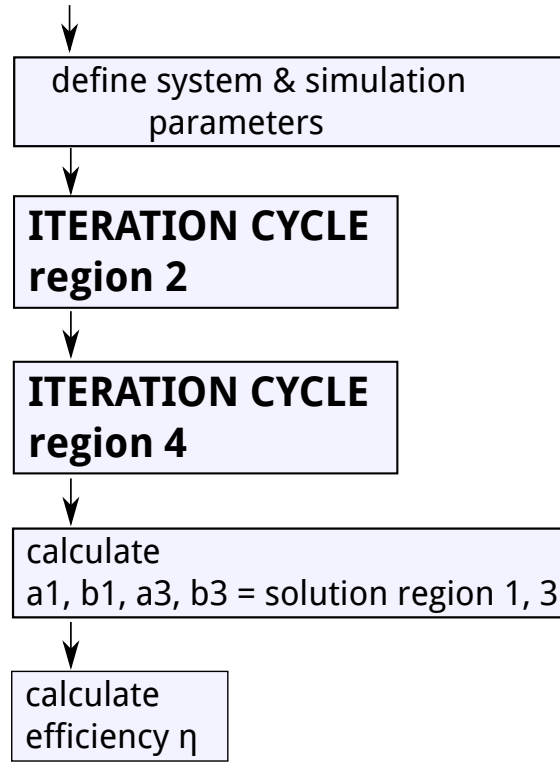 define system & simulation
parameters
ITERATION CYCLE
region 2
ITERATION CYCLE
region 4
calculate
a1, b1, a3, b3 = solution region 1, 3
calculate
efficiency η